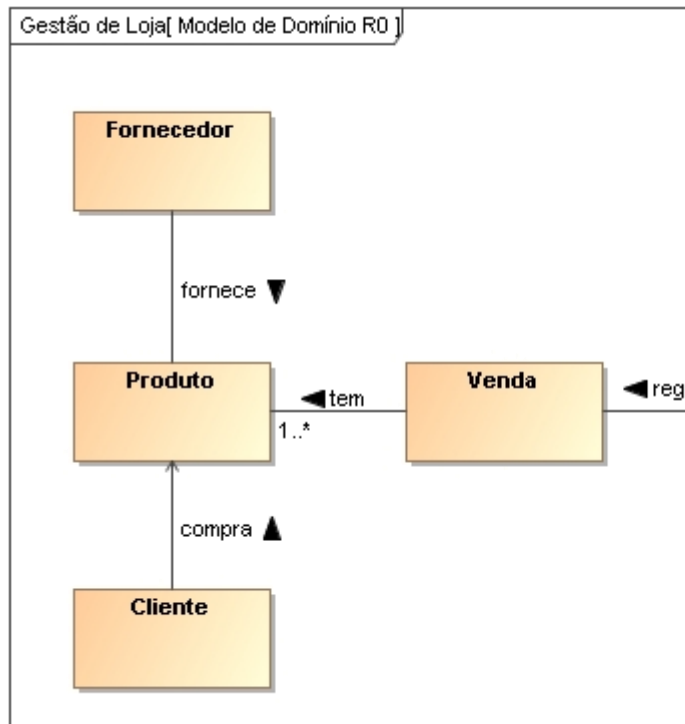 Gestão de Loja[ Modelo de Domínio R0 ]
Fornecedor
fornece
Produto
Venda
tem
reg
1..*
compra
Cliente